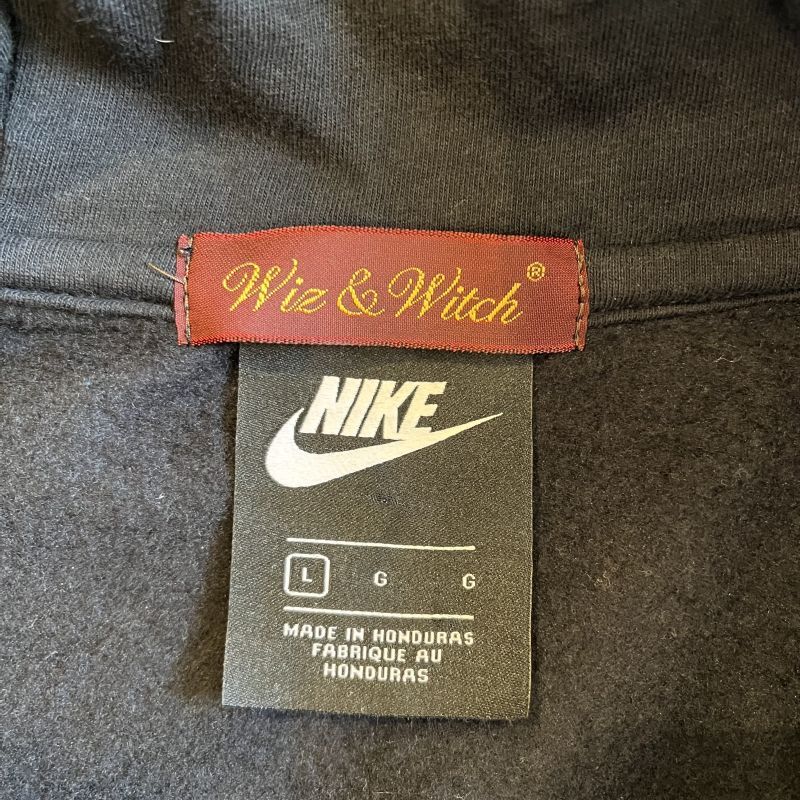 Wiz & Witch®
NIKE
L G G
MADE IN HONDURAS
FABRIQUE AU
HONDURAS